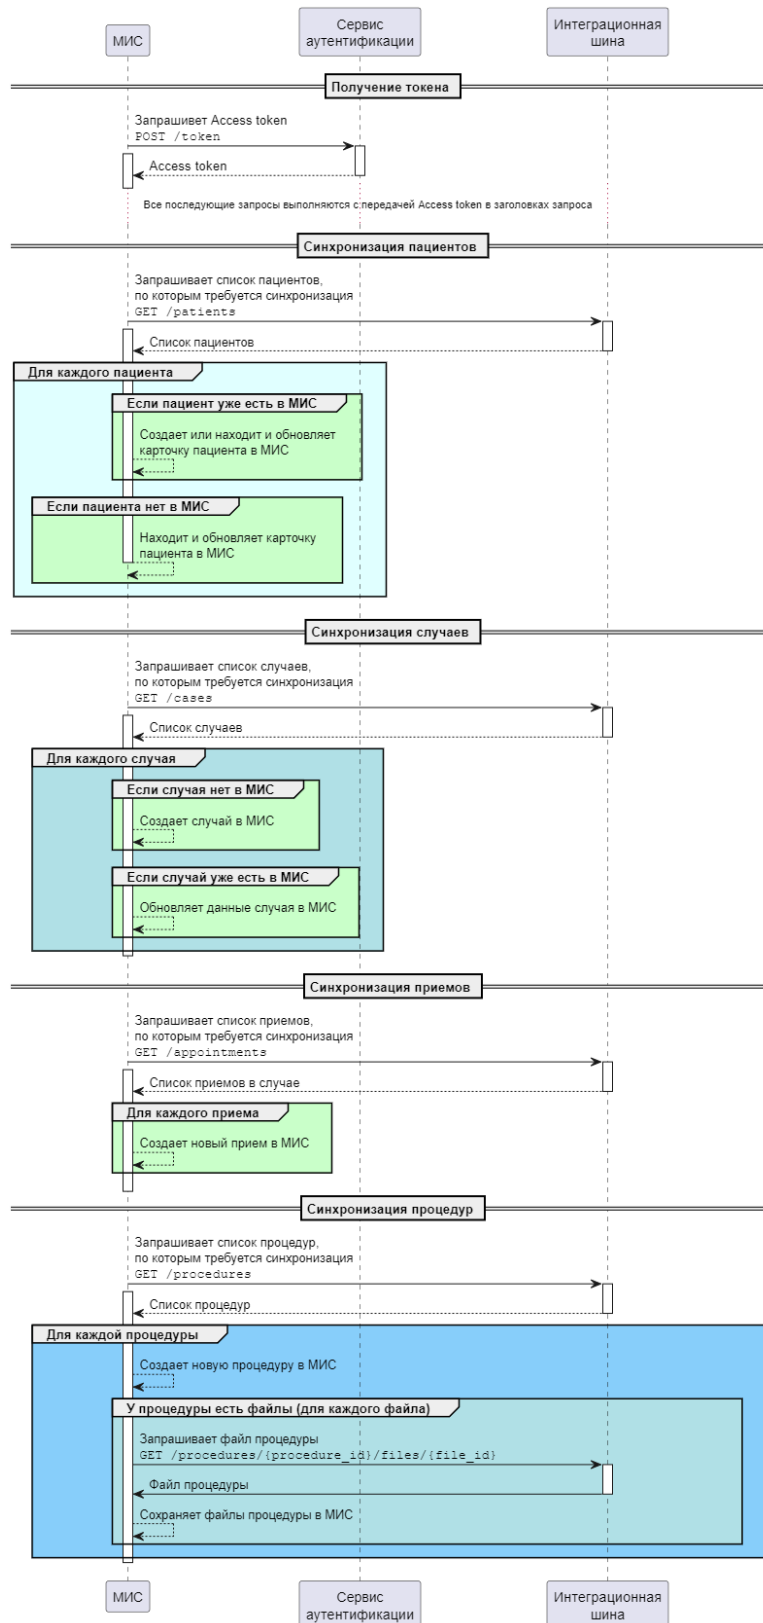 МИС
Сервис
аутентификации
Интеграционная
шина
Получение токена
Запрашивет Access token
POST /token
Access token
Все последующие запросы выполняются с передачей Access token в заголовках запроса
Синхронизация пациентов
Запрашивает список пациентов,
по которым требуется синхронизация
GET /patients
Список пациентов
Для каждого пациента
Если пациент уже есть в МИС
Создает или находит и обновляет
карточку пациента в МИС
Если пациента нет в МИС
Находит и обновляет карточку
пациента в МИС
Синхронизация случаев
Запрашивает список случаев,
по которым требуется синхронизация
GET /cases
Список случаев
Для каждого случая
Если случая нет в МИС
Создает случай в МИС
Если случай уже есть в МИС
Обновляет данные случая в МИС
Синхронизация приемов
Запрашивает список приемов,
по которым требуется синхронизация
GET /appointments
Список приемов в случае
Для каждого приема
Создает новый прием в МИС
Синхронизация процедур
Запрашивает список процедур,
по которым требуется синхронизация
GET /procedures
Список процедур
Для каждой процедуры
Создает новую процедуру в МИС
У процедуры есть файлы (для каждого файла)
Запрашивает файл процедуры
GET /procedures/{procedure_id}/files/{file_id}
Файл процедуры
Сохраняет файлы процедуры в МИС
МИС
Сервис
аутентификации
Интеграционная
шина